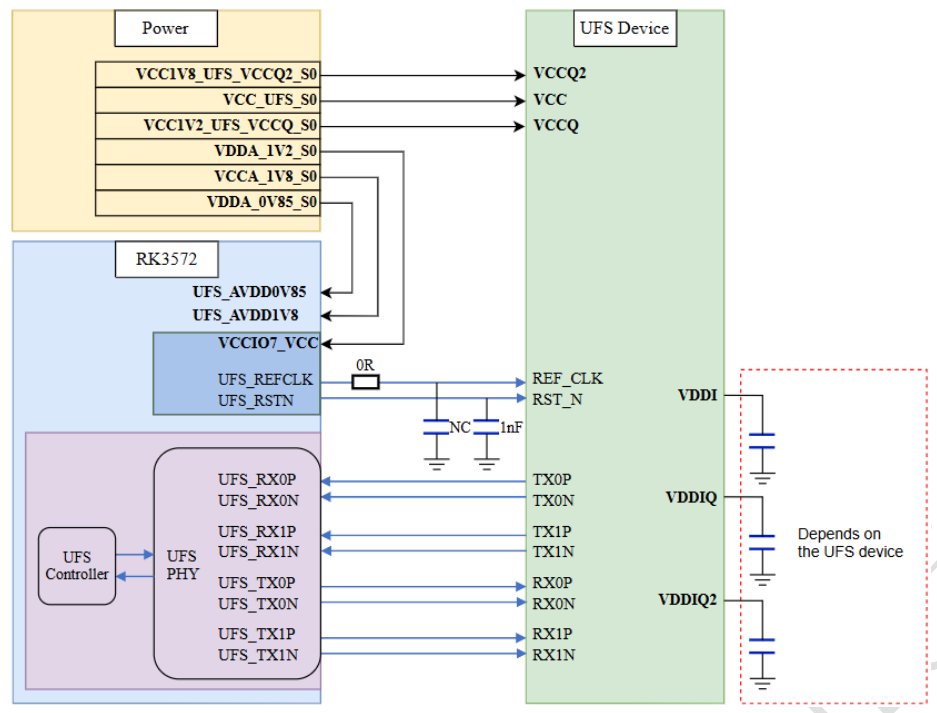 Power
UFS Device
VCC1V8_UFS_VCCQ2_S0
VCCQ2
VCC_UFS_S0
VCC
VCC1V2_UFS_VCCQ_S0
VCCQ
VDDA_1V2_S0
VCCA_1V8_S0
VDDA_0V85_S0
RK3572
UFS_AVDD0V85
UFS_AVDD1V8
VCCIO7_VCC
0R
UFS_REFCLK
REF_CLK
UFS_RSTN
RST_N
NC
1nF
VDDI
UFS_RX0P
TX0P
UFS_RX0N
TX0N
VDDIQ
UFS_RX1P
TX1P
UFS_RX1N
TX1N
Depends on
the UFS device
UFS
Controller
UFS
PHY
UFS_TX0P
RX0P
UFS_TX0N
RX0N
VDDIQ2
UFS_TX1P
RX1P
UFS_TX1N
RX1N